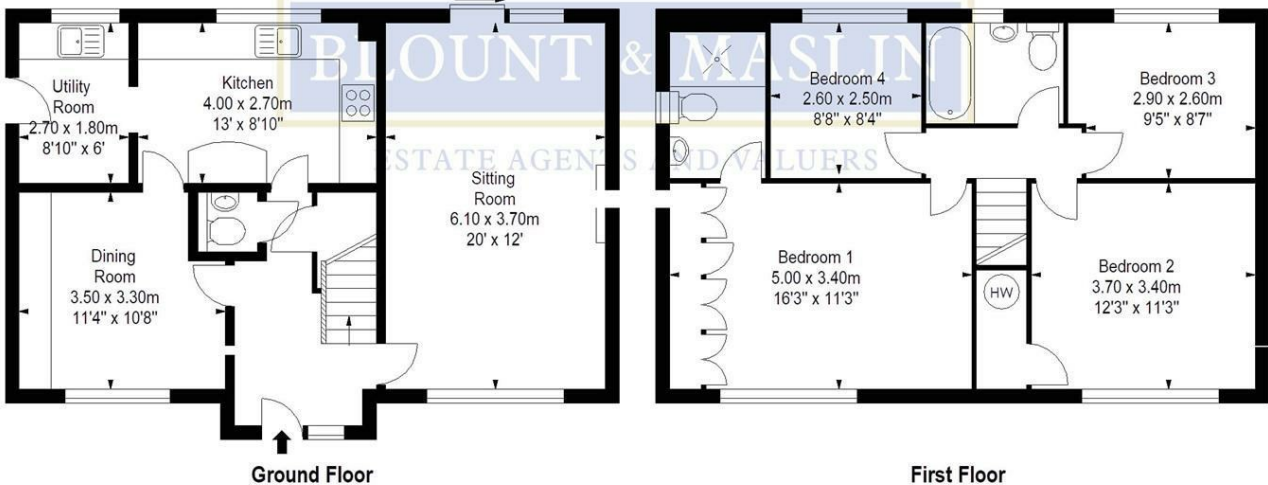 BLOUNT & MASLIN
ESTATE AGENTS AND VALUERS
Utility
Room
2.70 x 1.80m
8'10" x 6'
Kitchen
4.00 x 2.70m
13' x 8'10"
Dining
Room
3.50 x 3.30m
11'4" x 10'8"
Sitting
Room
6.10 x 3.70m
20' x 12'
Ground Floor
Bedroom 4
2.60 x 2.50m
8'8" x 8'4"
Bedroom 3
2.90 x 2.60m
9'5" x 8'7"
Bedroom 1
5.00 x 3.40m
16'3" x 11'3"
HW
Bedroom 2
3.70 x 3.40m
12'3" x 11'3"
First Floor